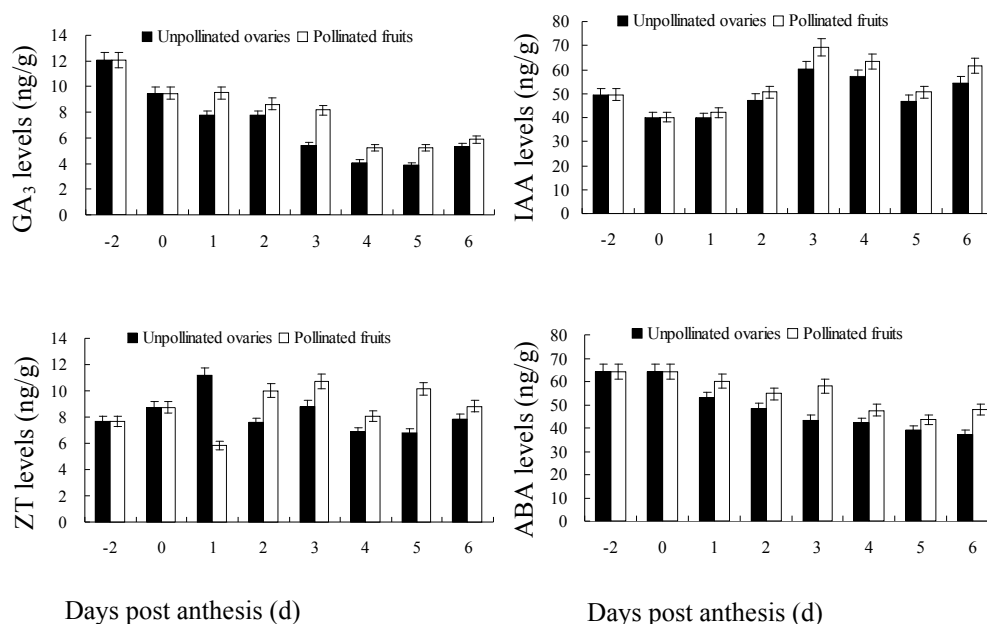 Unpollinated ovaries Pollinated fruits
GA3 levels (ng/g)
14
12
10
8
6
4
2
0
-2 0 1 2 3 4 5 6
Unpollinated ovaries Pollinated fruits
IAA levels (ng/g)
80
70
60
50
40
30
20
10
0
-2 0 1 2 3 4 5 6
Unpollinated ovaries Pollinated fruits
ZT levels (ng/g)
14
12
10
8
6
4
2
0
-2 0 1 2 3 4 5 6
Days post anthesis (d)
Unpollinated ovaries Pollinated fruits
ABA levels (ng/g)
80
70
60
50
40
30
20
10
0
-2 0 1 2 3 4 5 6
Days post anthesis (d)